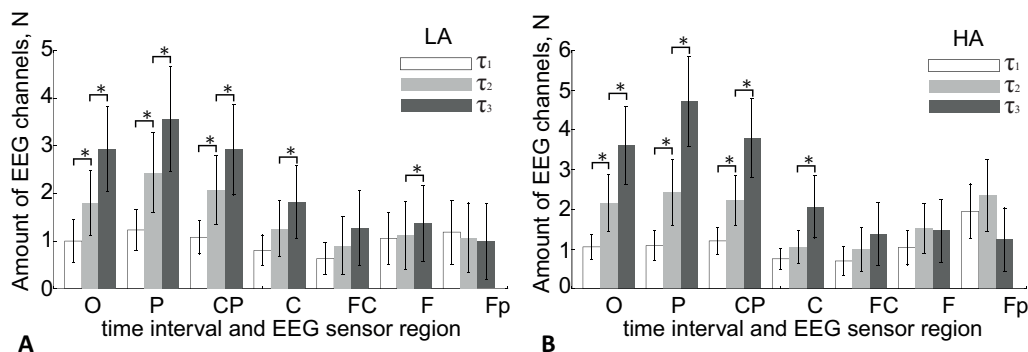 Amount of EEG channels, N
5
4
3
2
1
0
LA
τ₁
τ₂
τ₃
* * * * * * * *
O P CP C FC F Fp
time interval and EEG sensor region
A
Amount of EEG channels, N
6
5
4
3
2
1
0
HA
τ₁
τ₂
τ₃
* * * * * * *
O P CP C FC F Fp
time interval and EEG sensor region
B